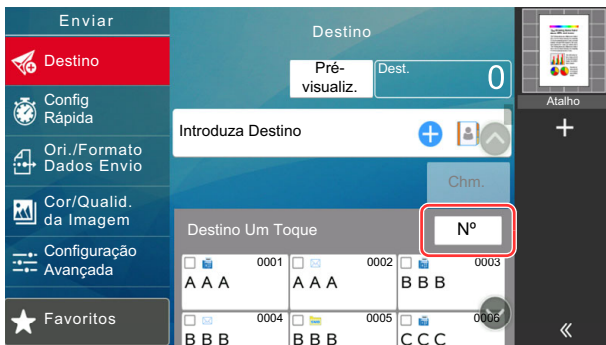 Enviar
Destino
Config
Rápida
Ori./Formato
Dados Envio
Cor/Qualid.
da Imagem
Configuração
Avançada
Favoritos
Destino
Pré-
visualiz.
Dest.
0
Introduza Destino
Chm.
Destino Um Toque
Nº
0001
A A A
0002
A A A
0003
B B B
0004
B B B
0005
B B B
0006
C C C
Atalho